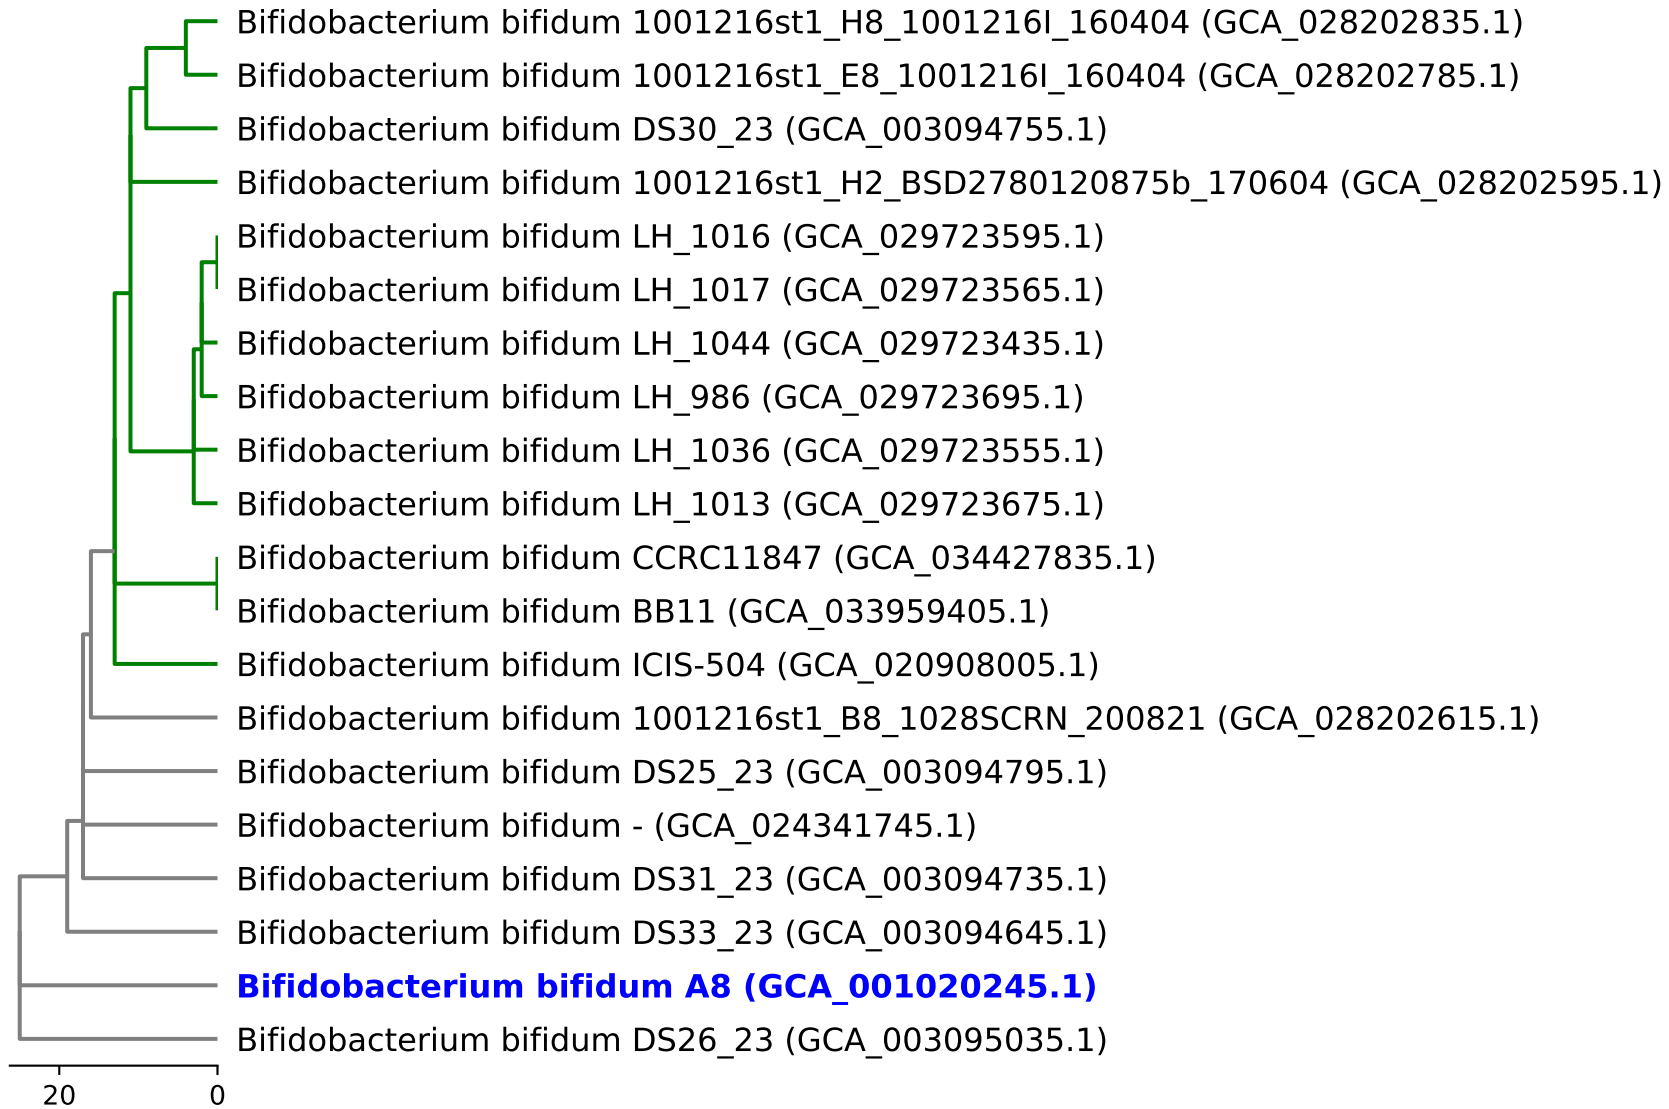 Bifidobacterium bifidum 1001216st1_H8_1001216I_160404 (GCA_028202835.1)
Bifidobacterium bifidum 1001216st1_E8_1001216I_160404 (GCA_028202785.1)
Bifidobacterium bifidum DS30_23 (GCA_003094755.1)
Bifidobacterium bifidum 1001216st1_H2_BSD2780120875b_170604 (GCA_028202595.1)
Bifidobacterium bifidum LH_1016 (GCA_029723595.1)
Bifidobacterium bifidum LH_1017 (GCA_029723565.1)
Bifidobacterium bifidum LH_1044 (GCA_029723435.1)
Bifidobacterium bifidum LH_986 (GCA_029723695.1)
Bifidobacterium bifidum LH_1036 (GCA_029723555.1)
Bifidobacterium bifidum LH_1013 (GCA_029723675.1)
Bifidobacterium bifidum CCRC11847 (GCA_034427835.1)
Bifidobacterium bifidum BB11 (GCA_033959405.1)
Bifidobacterium bifidum ICIS-504 (GCA_020908005.1)
Bifidobacterium bifidum 1001216st1_B8_1028SCRN_200821 (GCA_028202615.1)
Bifidobacterium bifidum DS25_23 (GCA_003094795.1)
Bifidobacterium bifidum - (GCA_024341745.1)
Bifidobacterium bifidum DS31_23 (GCA_003094735.1)
Bifidobacterium bifidum DS33_23 (GCA_003094645.1)
Bifidobacterium bifidum A8 (GCA_001020245.1)
Bifidobacterium bifidum DS26_23 (GCA_003095035.1)
20 0